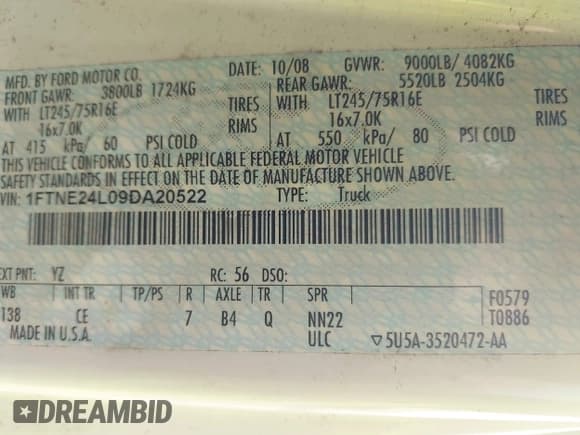 MFD. BY FORD MOTOR CO. DATE: 10/08 GVWR: 9000LB/ 4082KG
FRONT GAWR: 3800LB 1724KG REAR GAWR: 5520LB 2504KG
WITH LT245/75R16E TIRES WITH LT245/75R16E TIRES
16x7.0K RIMS 16x7.0K RIMS
AT 415 kPa/ 60 PSI COLD AT 550 kPa/ 80 PSI COLD
THIS VEHICLE CONFORMS TO ALL APPLICABLE FEDERAL MOTOR VEHICLE
SAFETY STANDARDS IN EFFECT ON THE DATE OF MANUFACTURE SHOWN ABOVE.
VIN: 1FTNE24L09DA20522 TYPE: Truck
EXT PNT: YZ RC: 56 DSO:
WB INT TR TP/PS R AXLE TR SPR F0579
138 CE 7 B4 Q NN22 T0886
MADE IN U.S.A. ULC ▽5U5A-3520472-AA
DREAMBID